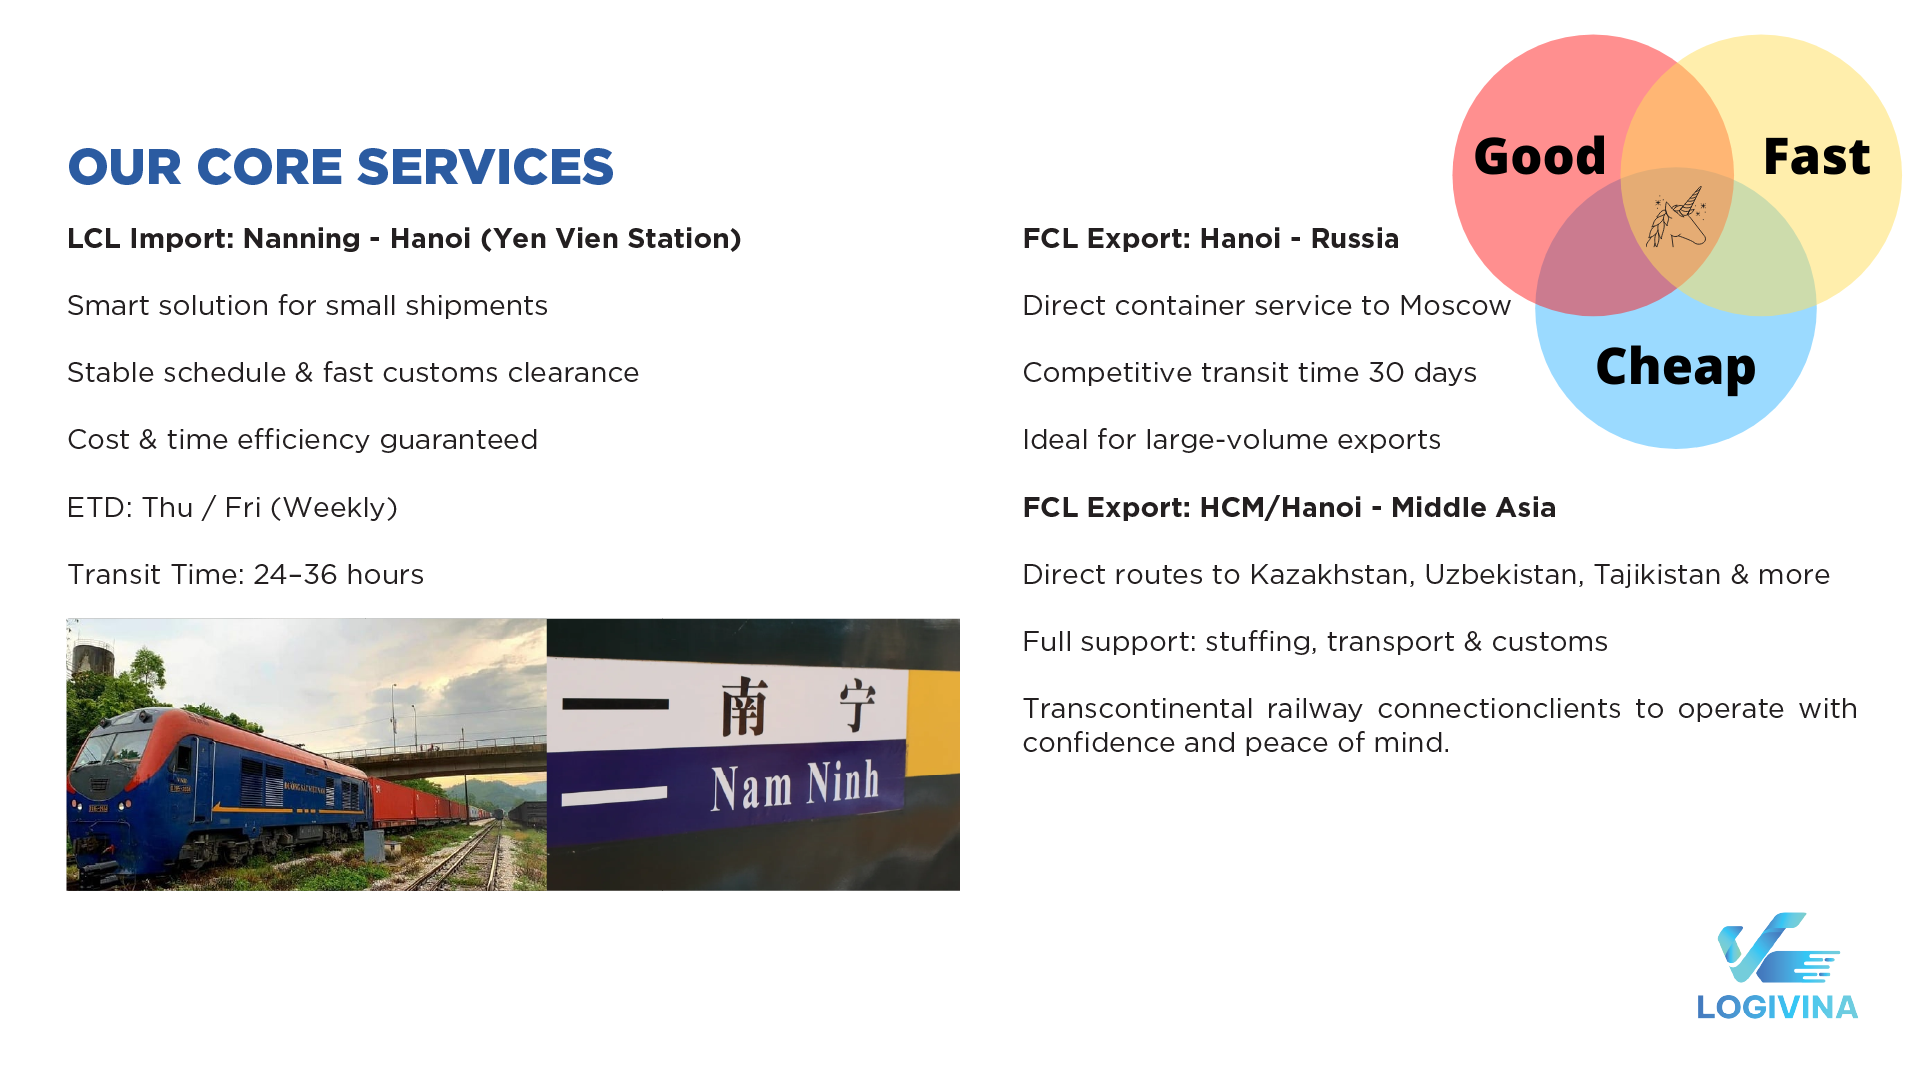 OUR CORE SERVICES
LCL Import: Nanning - Hanoi (Yen Vien Station)
Smart solution for small shipments
Stable schedule & fast customs clearance
Cost & time efficiency guaranteed
ETD: Thu / Fri (Weekly)
Transit Time: 24–36 hours
ĐƯỜNG SẮT VIỆT NAM
南 宁
Nam Ninh
FCL Export: Hanoi - Russia
Direct container service to Moscow
Competitive transit time 30 days
Ideal for large-volume exports
FCL Export: HCM/Hanoi - Middle Asia
Direct routes to Kazakhstan, Uzbekistan, Tajikistan & more
Full support: stuffing, transport & customs
Transcontinental railway connectionclients to operate with
confidence and peace of mind.
Good
Fast
Cheap
LOGIVINA